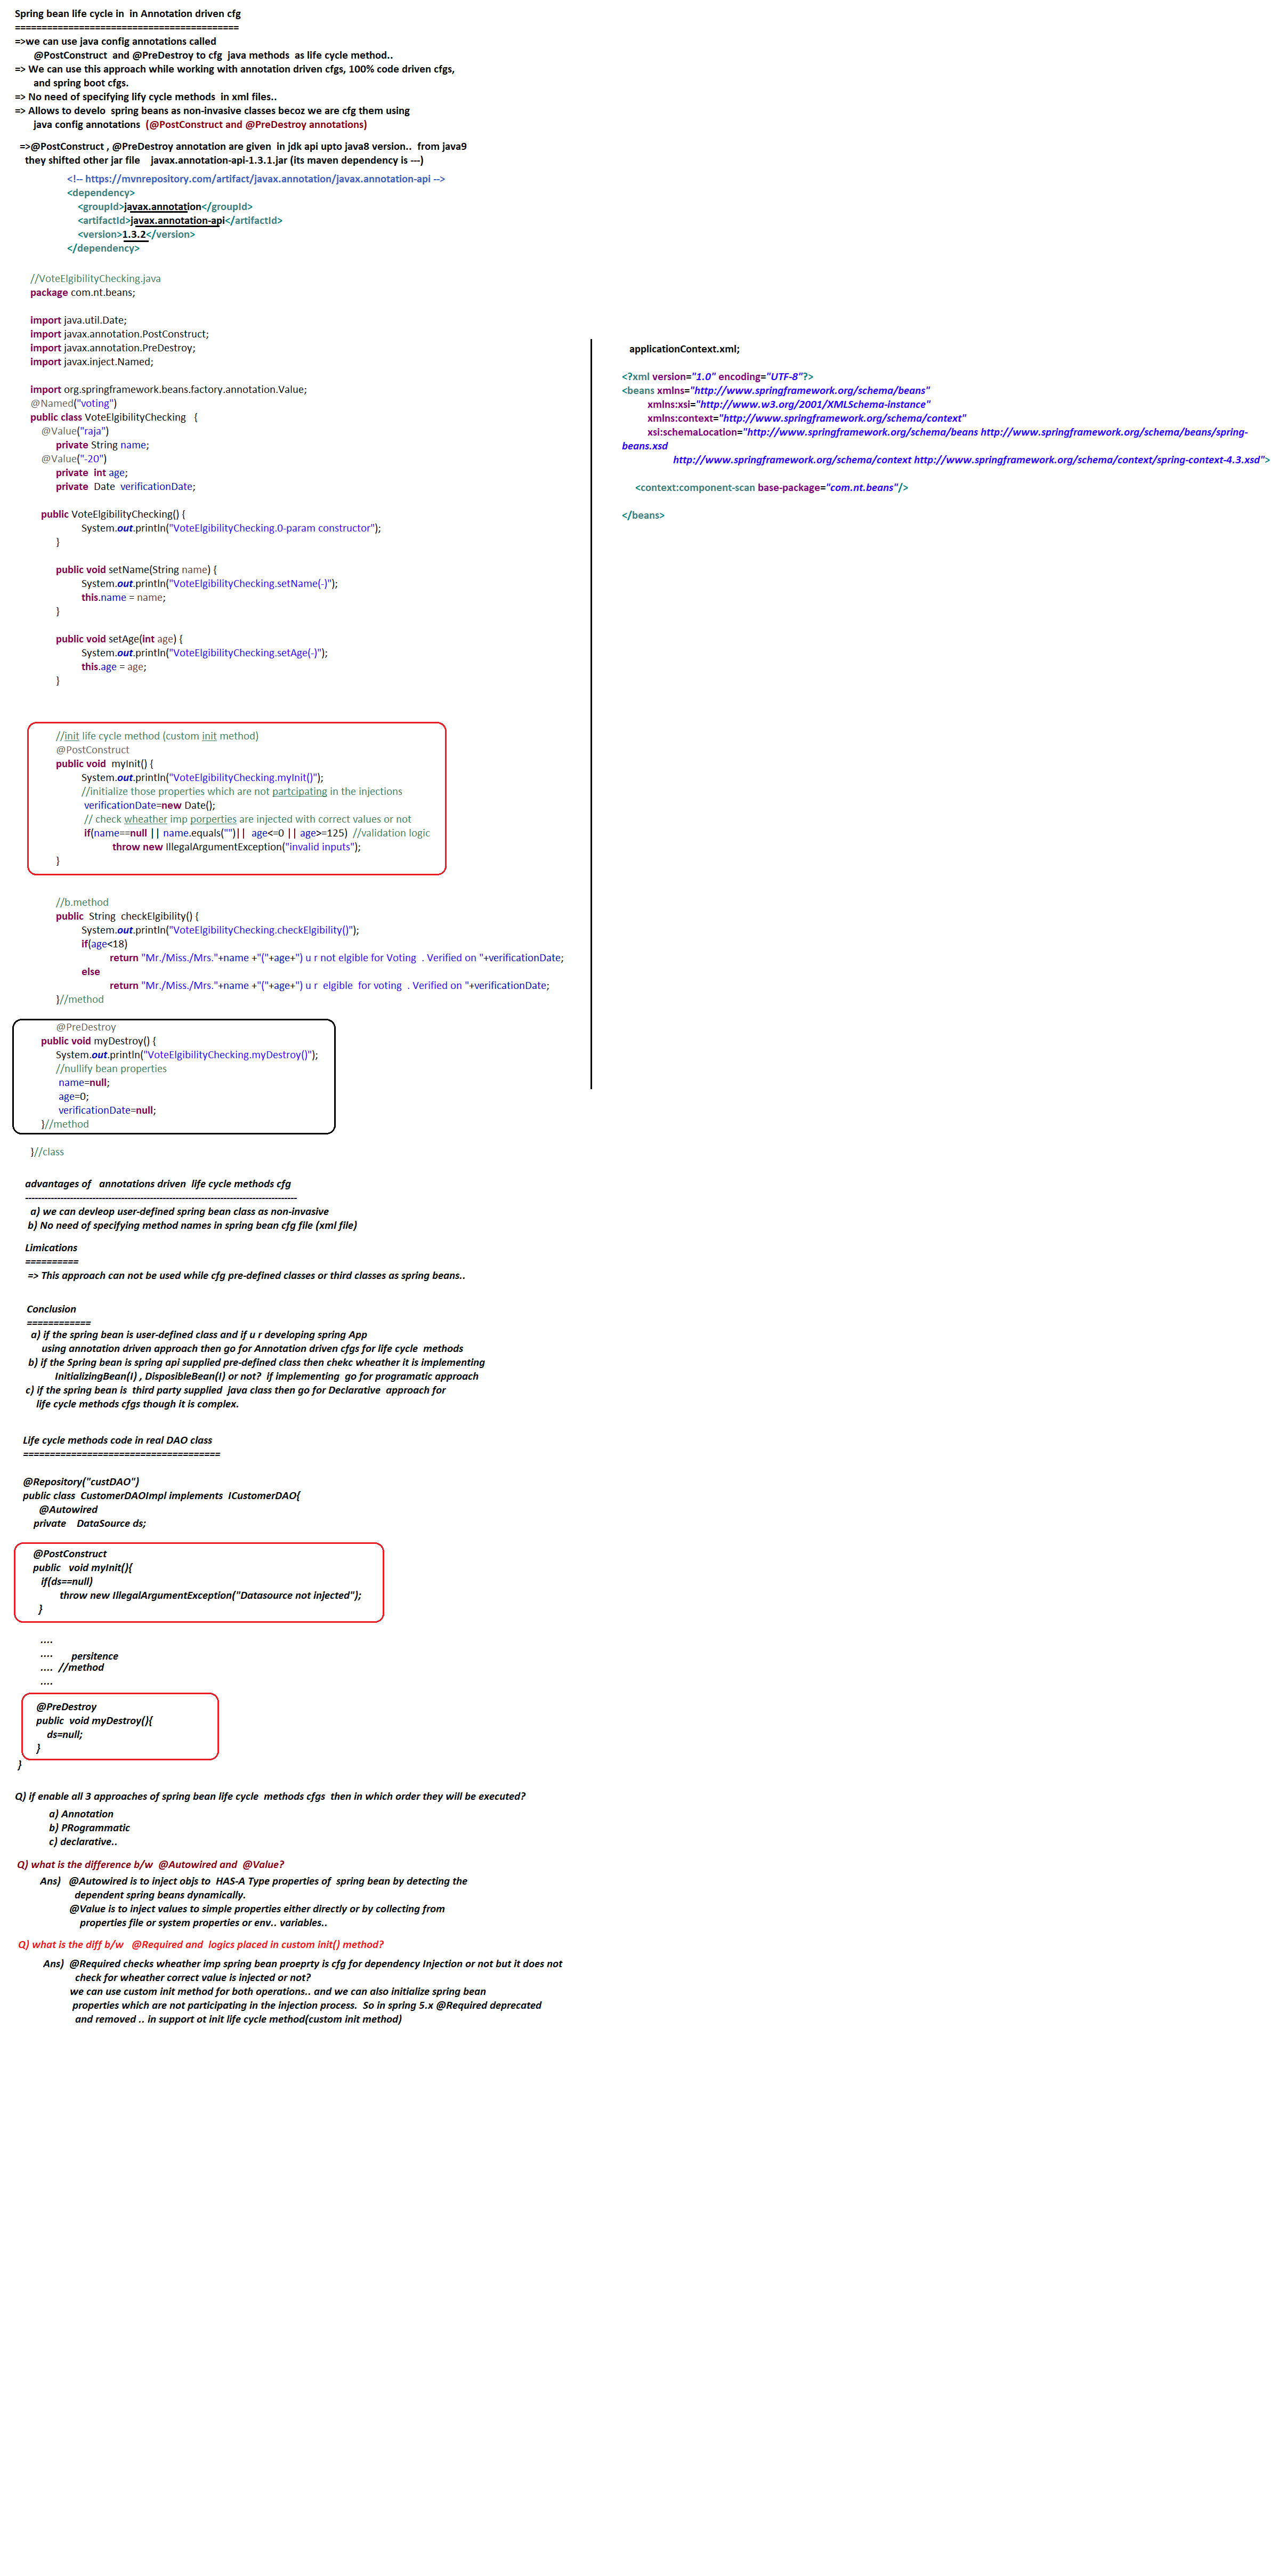 Spring bean life cycle in  in Annotation driven cfg
==========================================
=>we can use java config annotations called
@PostConstruct  and @PreDestroy to cfg  java methods  as life cycle method..
=> We can use this approach while working with annotation driven cfgs, 100% code driven cfgs,
and spring boot cfgs.
=> No need of specifying lify cycle methods  in xml files..
=> Allows to develo  spring beans as non-invasive classes becoz we are cfg them using
java config annotations  (@PostConstruct and @PreDestroy annotations)
=>@PostConstruct , @PreDestroy annotation are given  in jdk api upto java8 version..  from java9
they shifted other jar file    javax.annotation-api-1.3.1.jar (its maven dependency is ---)
<!-- https://mvnrepository.com/artifact/javax.annotation/javax.annotation-api -->
<dependency>
<groupId>javax.annotation</groupId>
<artifactId>javax.annotation-api</artifactId>
<version>1.3.2</version>
</dependency>
//VoteElgibilityChecking.java
package com.nt.beans;
import java.util.Date;
import javax.annotation.PostConstruct;
import javax.annotation.PreDestroy;
import javax.inject.Named;
import org.springframework.beans.factory.annotation.Value;
@Named("voting")
public class VoteElgibilityChecking   {
@Value("raja")
private String name;
@Value("-20")
private  int age;
private  Date  verificationDate;
public VoteElgibilityChecking() {
System.out.println("VoteElgibilityChecking.0-param constructor");
}
public void setName(String name) {
System.out.println("VoteElgibilityChecking.setName(-)");
this.name = name;
}
public void setAge(int age) {
System.out.println("VoteElgibilityChecking.setAge(-)");
this.age = age;
}
//init life cycle method (custom init method)
@PostConstruct
public void  myInit() {
System.out.println("VoteElgibilityChecking.myInit()");
//initialize those properties which are not partcipating in the injections
verificationDate=new Date();
// check wheather imp porperties are injected with correct values or not
if(name==null || name.equals("")||  age<=0 || age>=125)  //validation logic
throw new IllegalArgumentException("invalid inputs");
}
//b.method
public  String  checkElgibility() {
System.out.println("VoteElgibilityChecking.checkElgibility()");
if(age<18)
return "Mr./Miss./Mrs."+name +"("+age+") u r not elgible for Voting  . Verified on "+verificationDate;
else
return "Mr./Miss./Mrs."+name +"("+age+") u r  elgible  for voting  . Verified on "+verificationDate;
}//method
@PreDestroy
public void myDestroy() {
System.out.println("VoteElgibilityChecking.myDestroy()");
//nullify bean properties
name=null;
age=0;
verificationDate=null;
}//method
}//class
applicationContext.xml;
<?xml version="1.0" encoding="UTF-8"?>
<beans xmlns="http://www.springframework.org/schema/beans"
xmlns:xsi="http://www.w3.org/2001/XMLSchema-instance"
xmlns:context="http://www.springframework.org/schema/context"
xsi:schemaLocation="http://www.springframework.org/schema/beans http://www.springframework.org/schema/beans/spring-
beans.xsd
http://www.springframework.org/schema/context http://www.springframework.org/schema/context/spring-context-4.3.xsd">
<context:component-scan base-package="com.nt.beans"/>
</beans>
advantages of   annotations driven  life cycle methods cfg
-------------------------------------------------------------------------------------
a) we can devleop user-defined spring bean class as non-invasive
b) No need of specifying method names in spring bean cfg file (xml file)
Limications
==========
=> This approach can not be used while cfg pre-defined classes or third classes as spring beans..
Conclusion
============
a) if the spring bean is user-defined class and if u r developing spring App
using annotation driven approach then go for Annotation driven cfgs for life cycle  methods
b) if the Spring bean is spring api supplied pre-defined class then chekc wheather it is implementing
InitializingBean(I) , DisposibleBean(I) or not?  if implementing  go for programatic approach
c) if the spring bean is  third party supplied  java class then go for Declarative  approach for
life cycle methods cfgs though it is complex.
Life cycle methods code in real DAO class
=====================================
@Repository("custDAO")
public class  CustomerDAOImpl implements  ICustomerDAO{
@Autowired
private    DataSource ds;
@PostConstruct
public   void myInit(){
if(ds==null)
throw new IllegalArgumentException("Datasource not injected");
}
....
....      persitence
....  //method
....
@PreDestroy
public  void myDestroy(){
ds=null;
}
}
Q) if enable all 3 approaches of spring bean life cycle  methods cfgs  then in which order they will be executed?
a) Annotation
b) PRogrammatic
c) declarative..
Q) what is the difference b/w  @Autowired and  @Value?
Ans)   @Autowired is to inject objs to  HAS-A Type properties of  spring bean by detecting the
dependent spring beans dynamically.
@Value is to inject values to simple properties either directly or by collecting from
properties file or system properties or env.. variables..
Q) what is the diff b/w   @Required and  logics placed in custom init() method?
Ans)  @Required checks wheather imp spring bean proeprty is cfg for dependency Injection or not but it does not
check for wheather correct value is injected or not?
we can use custom init method for both operations.. and we can also initialize spring bean
properties which are not participating in the injection process.  So in spring 5.x @Required deprecated
and removed .. in support ot init life cycle method(custom init method)